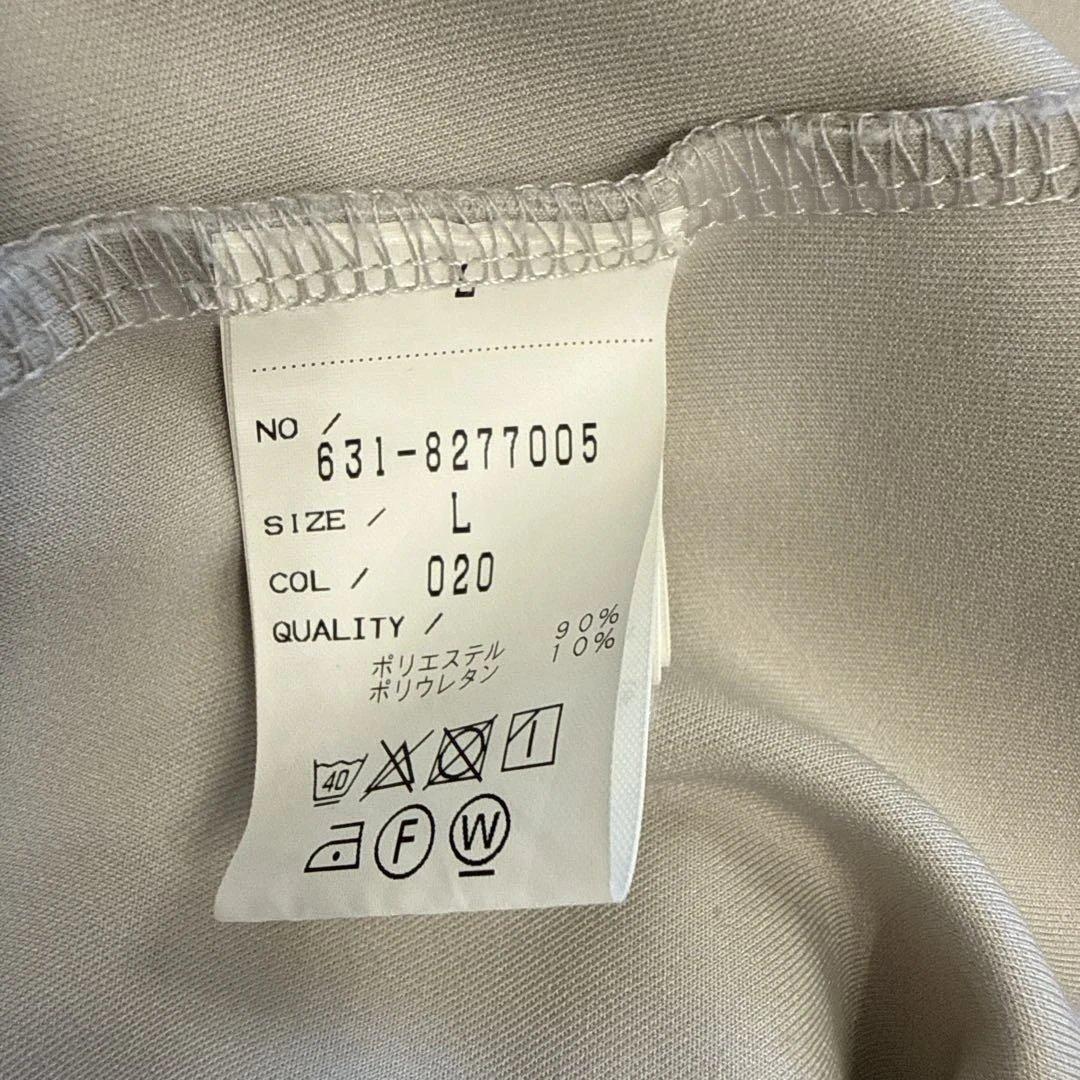 L
NO / 631-8277005
SIZE / L
COL / 020
QUALITY /
ポリエステル 90%
ポリウレタン 10%
40
F W